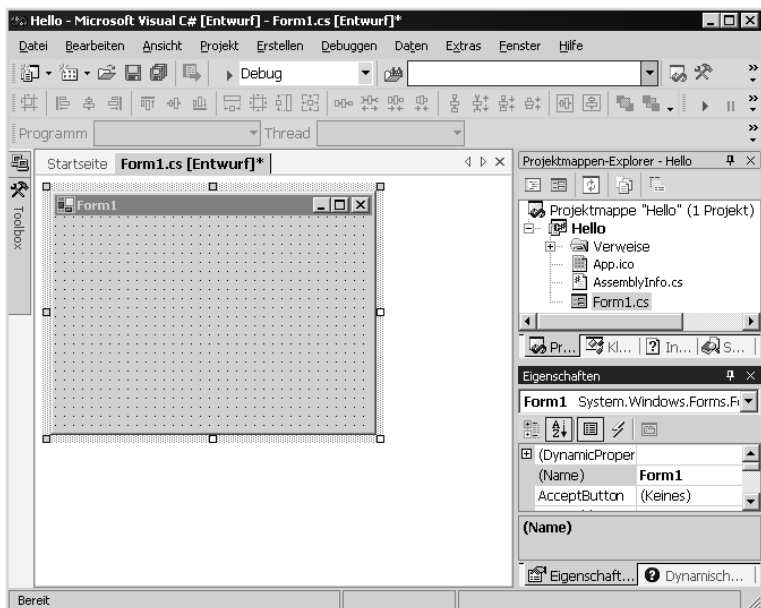 Hello - Microsoft Visual C# [Entwurf] - Form1.cs [Entwurf]*
Datei Bearbeiten Ansicht Projekt Erstellen Debuggen Daten Extras Fenster Hilfe
Debug
Programm Thread
Toolbox
Startseite Form1.cs [Entwurf]*
Form1
Projektmappen-Explorer - Hello
Projektmappe "Hello" (1 Projekt)
Hello
Verweise
App.ico
AssemblyInfo.cs
Form1.cs
Pr... Kl... In... S...
Eigenschaften
Form1 System.Windows.Forms.F
(DynamicProper
(Name) Form1
AcceptButton (Keines)
(Name)
Eigenschaft... Dynamisch...
Bereit